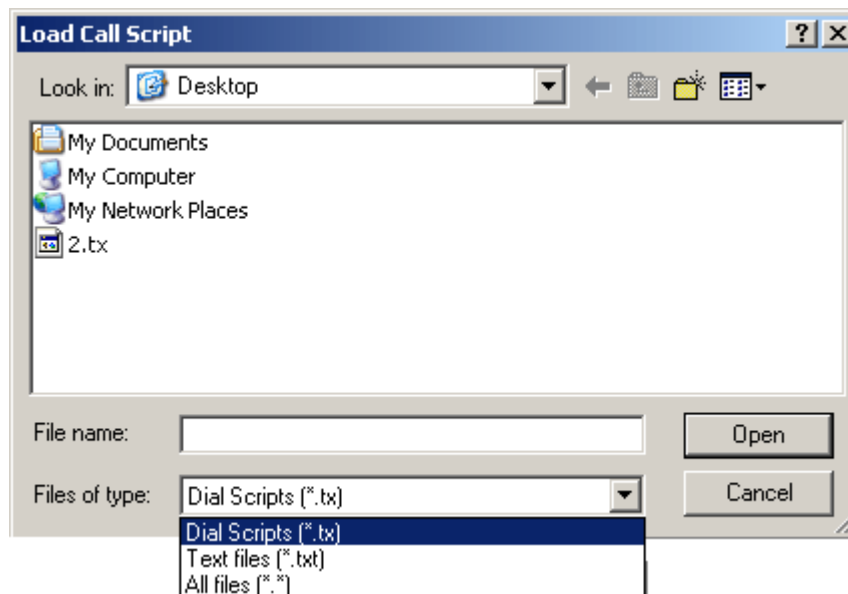 Load Call Script
Look in: Desktop
My Documents
My Computer
My Network Places
2.tx
File name:
Open
Files of type: Dial Scripts (*.tx)
Cancel
Dial Scripts (*.tx)
Text files (*.txt)
All files (*.*)